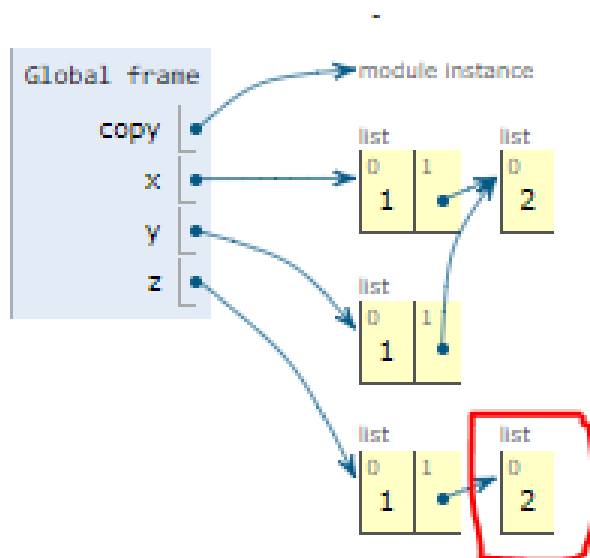 Global frame
module instance
copy
list list
0 1 0
x
1 2
y
list
z
0 1
1
list list
0 1 0
1 2